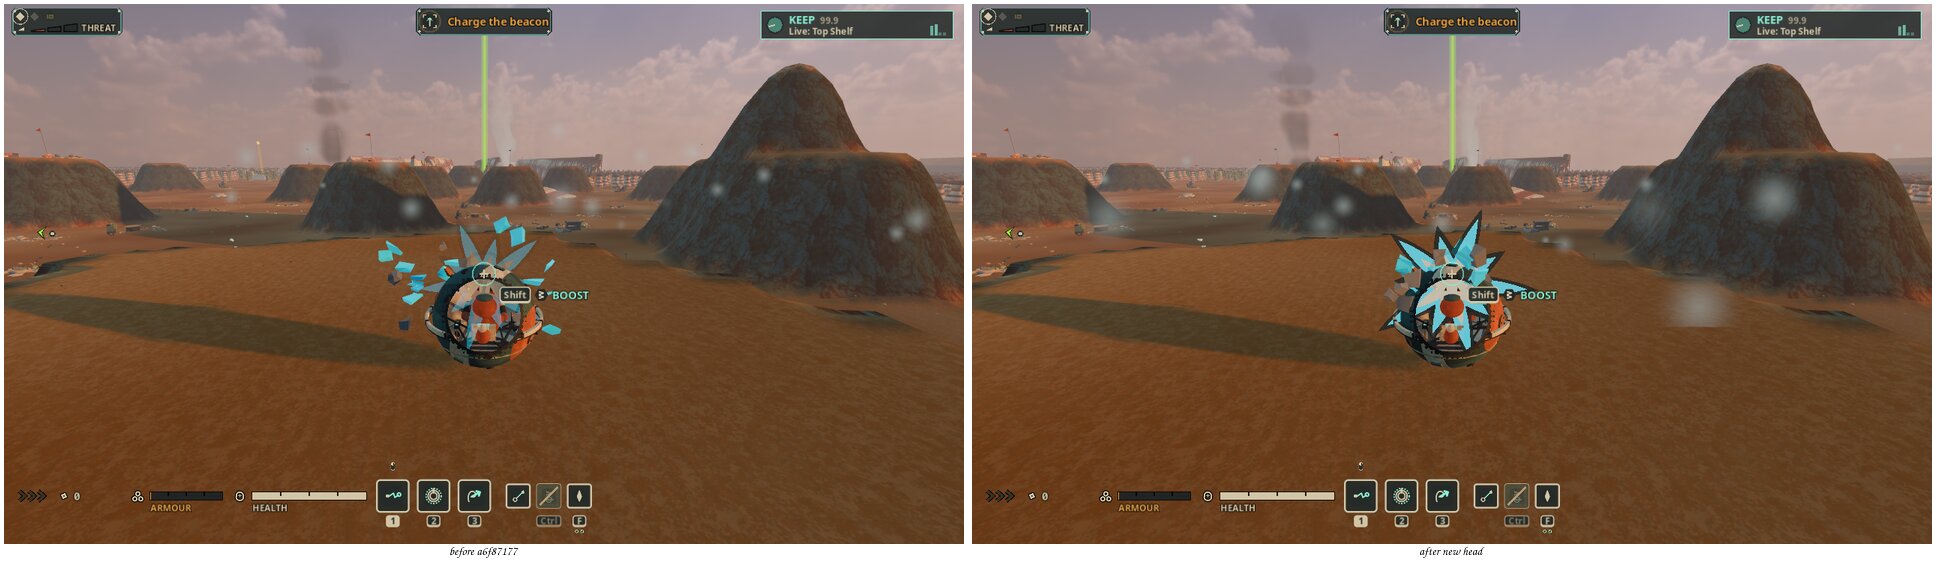 THREAT
Charge the beacon
KEEP 99.9
Live: Top Shelf
Shift BOOST
0
ARMOUR
HEALTH
1 2 3 Ctrl F
before a6f87177
THREAT
Charge the beacon
KEEP 99.9
Live: Top Shelf
Shift BOOST
0
ARMOUR
HEALTH
1 2 3 Ctrl F
after new head